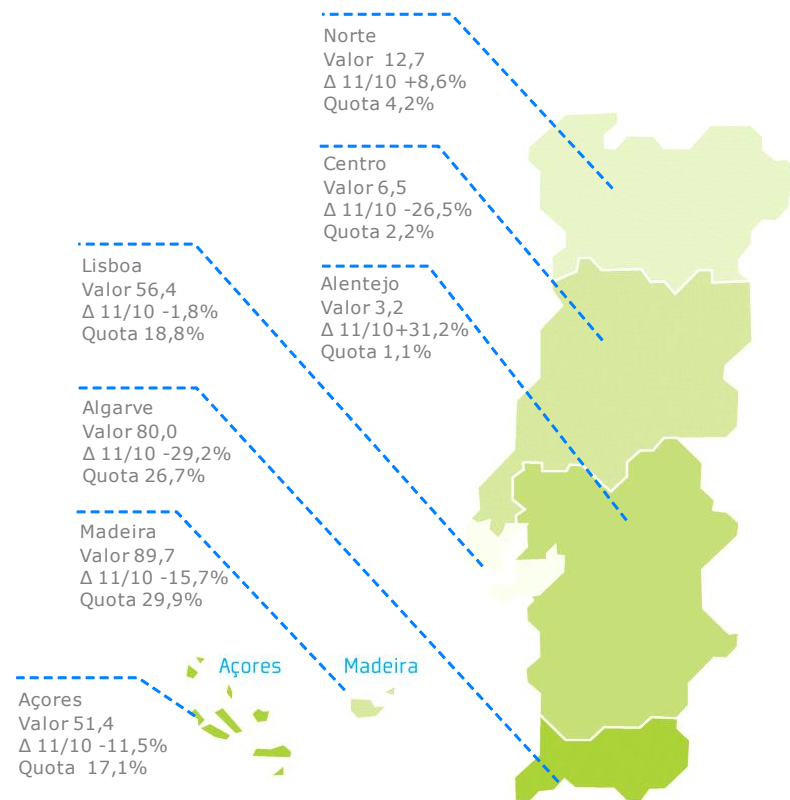 Norte
Valor 12,7
Δ 11/10 +8,6%
Quota 4,2%
Centro
Valor 6,5
Δ 11/10 -26,5%
Quota 2,2%
Lisboa
Valor 56,4
Δ 11/10 -1,8%
Quota 18,8%
Alentejo
Valor 3,2
Δ 11/10+31,2%
Quota 1,1%
Algarve
Valor 80,0
Δ 11/10 -29,2%
Quota 26,7%
Madeira
Valor 89,7
Δ 11/10 -15,7%
Quota 29,9%
Açores
Madeira
Açores
Valor 51,4
Δ 11/10 -11,5%
Quota 17,1%